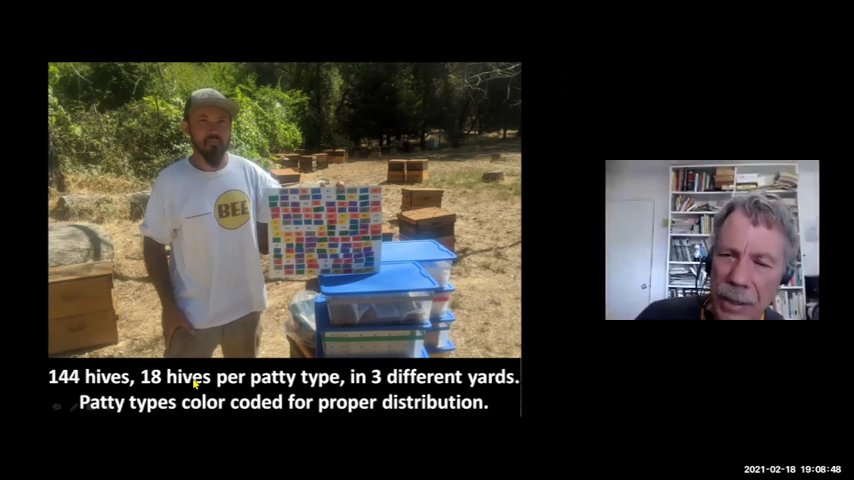 BEE
144 hives, 18 hives per patty type, in 3 different yards.
Patty types color coded for proper distribution.
2021-02-18 19:08:48